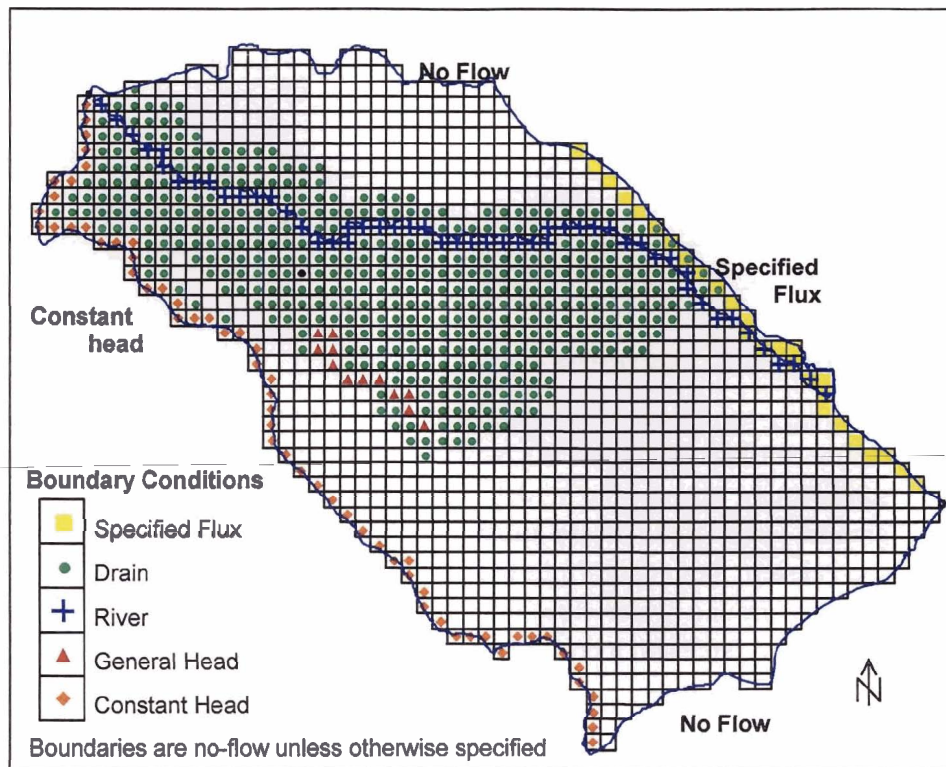 No Flow
Specified
Flux
Constant
head
Boundary Conditions
Specified Flux
Drain
River
General Head
Constant Head
N
No Flow
Boundaries are no-flow unless otherwise specified